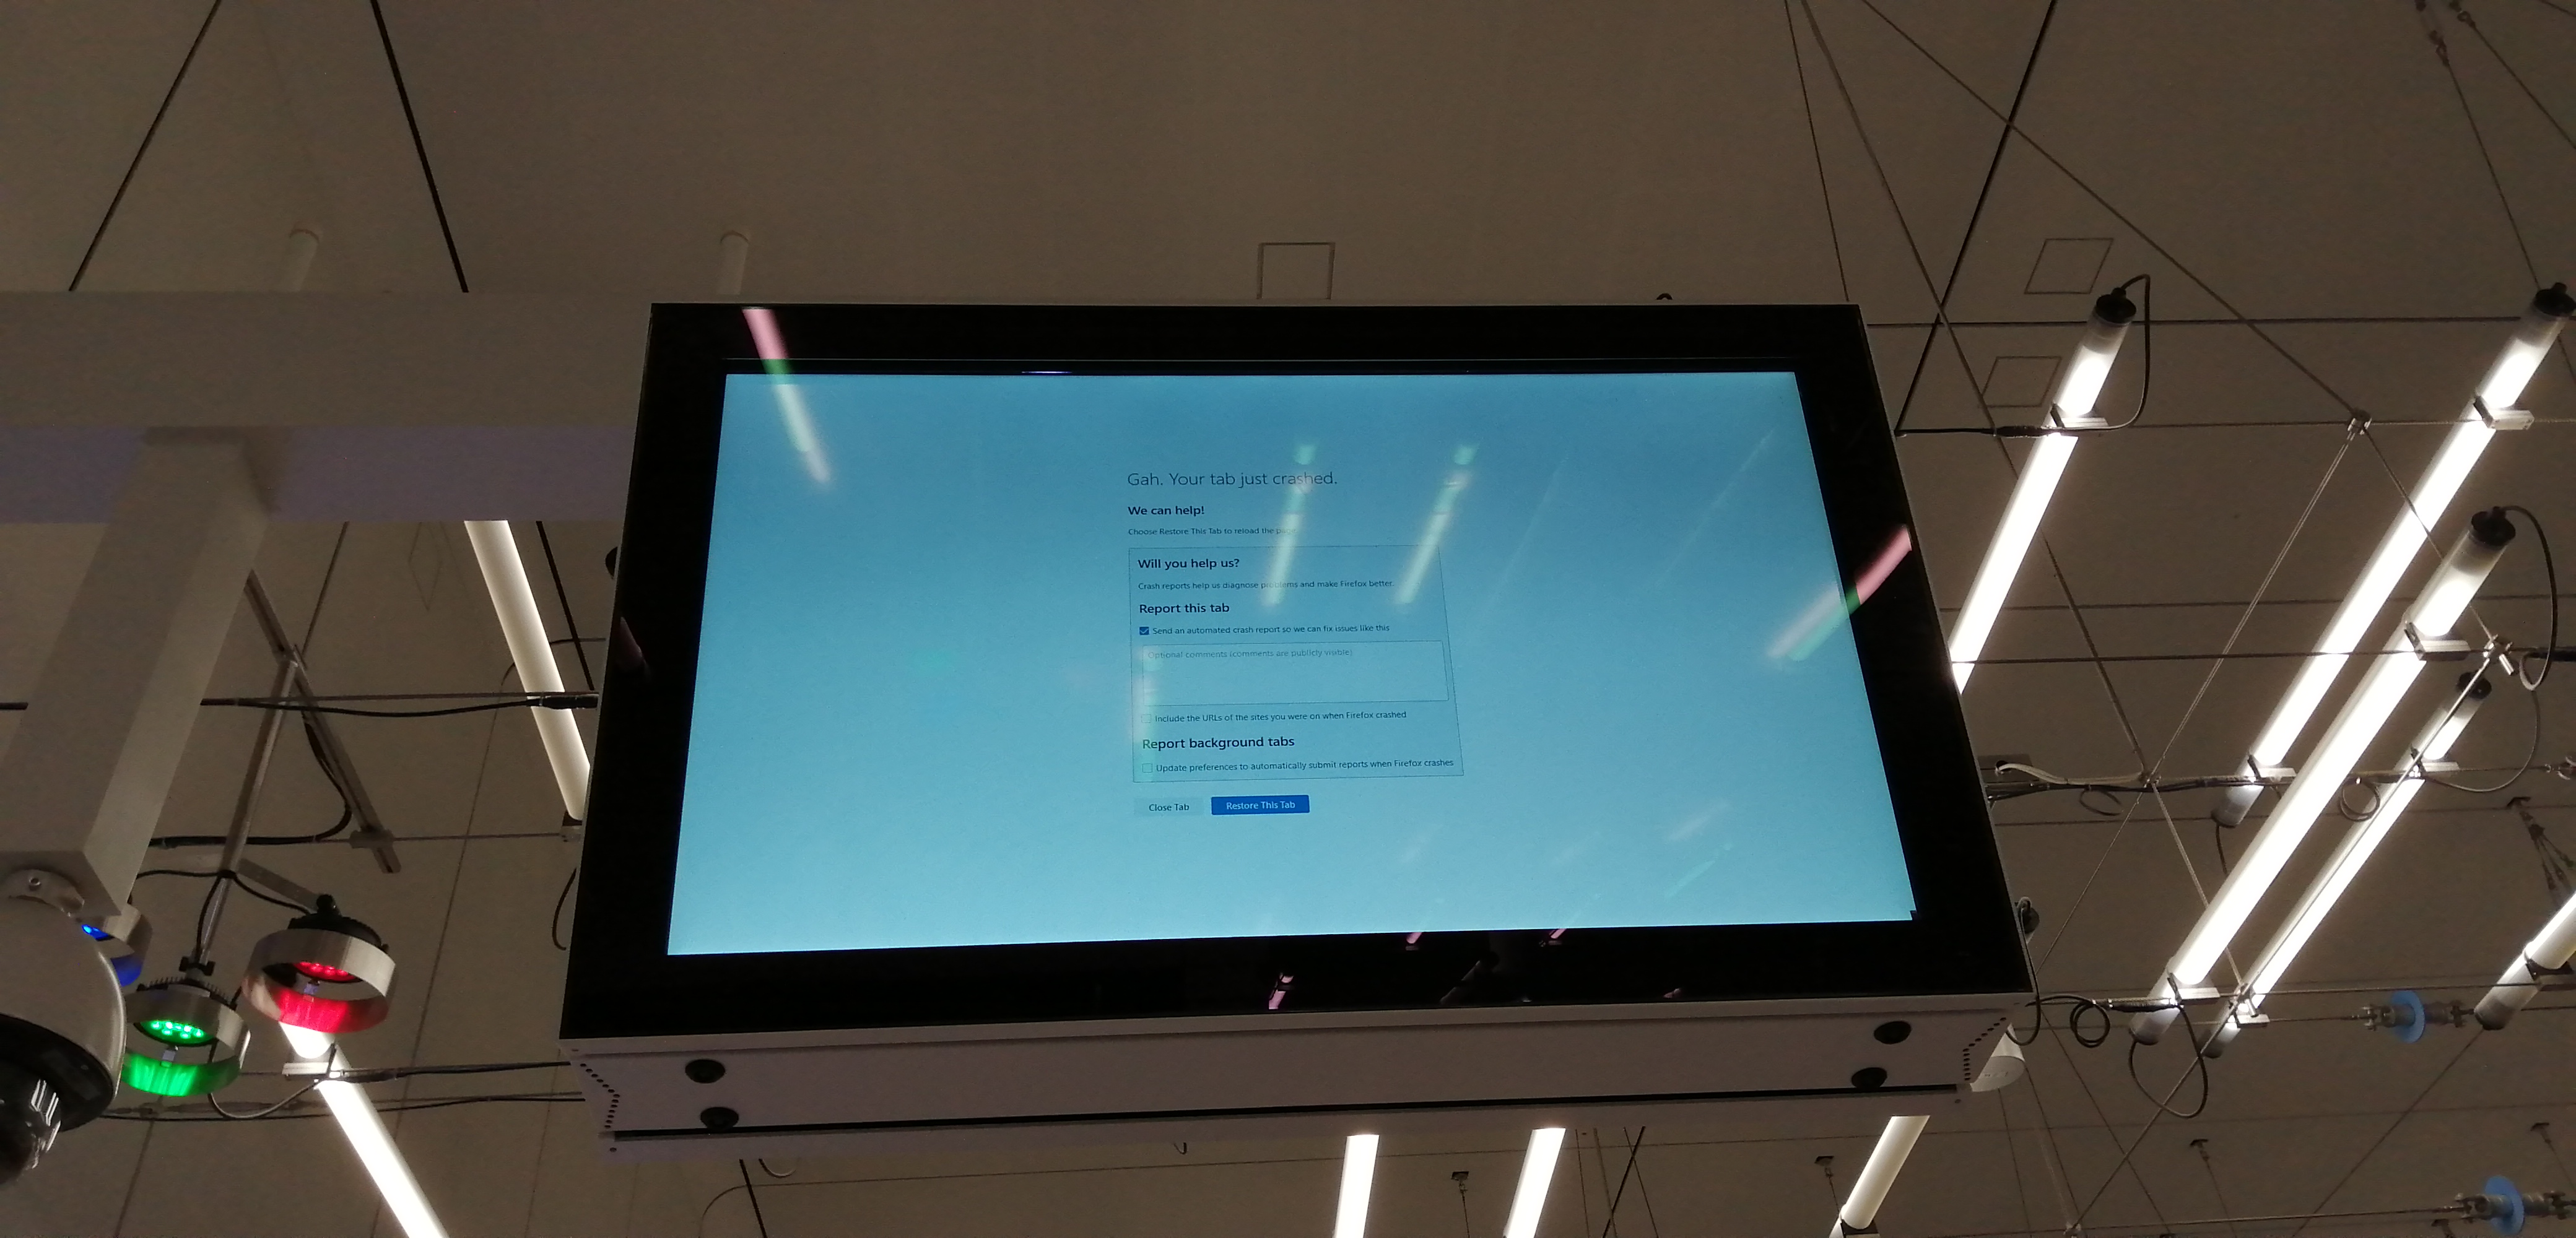 Gah. Your tab just crashed.
We can help!
Choose Restore This Tab to reload the page.
Will you help us?
Crash reports help us diagnose problems and make Firefox better.
Report this tab
Send an automated crash report so we can fix issues like this
Optional comments (comments are publicly visible)
Include the URLs of the sites you were on when Firefox crashed
Report background tabs
Update preferences to automatically submit reports when Firefox crashes
Close Tab
Restore This Tab